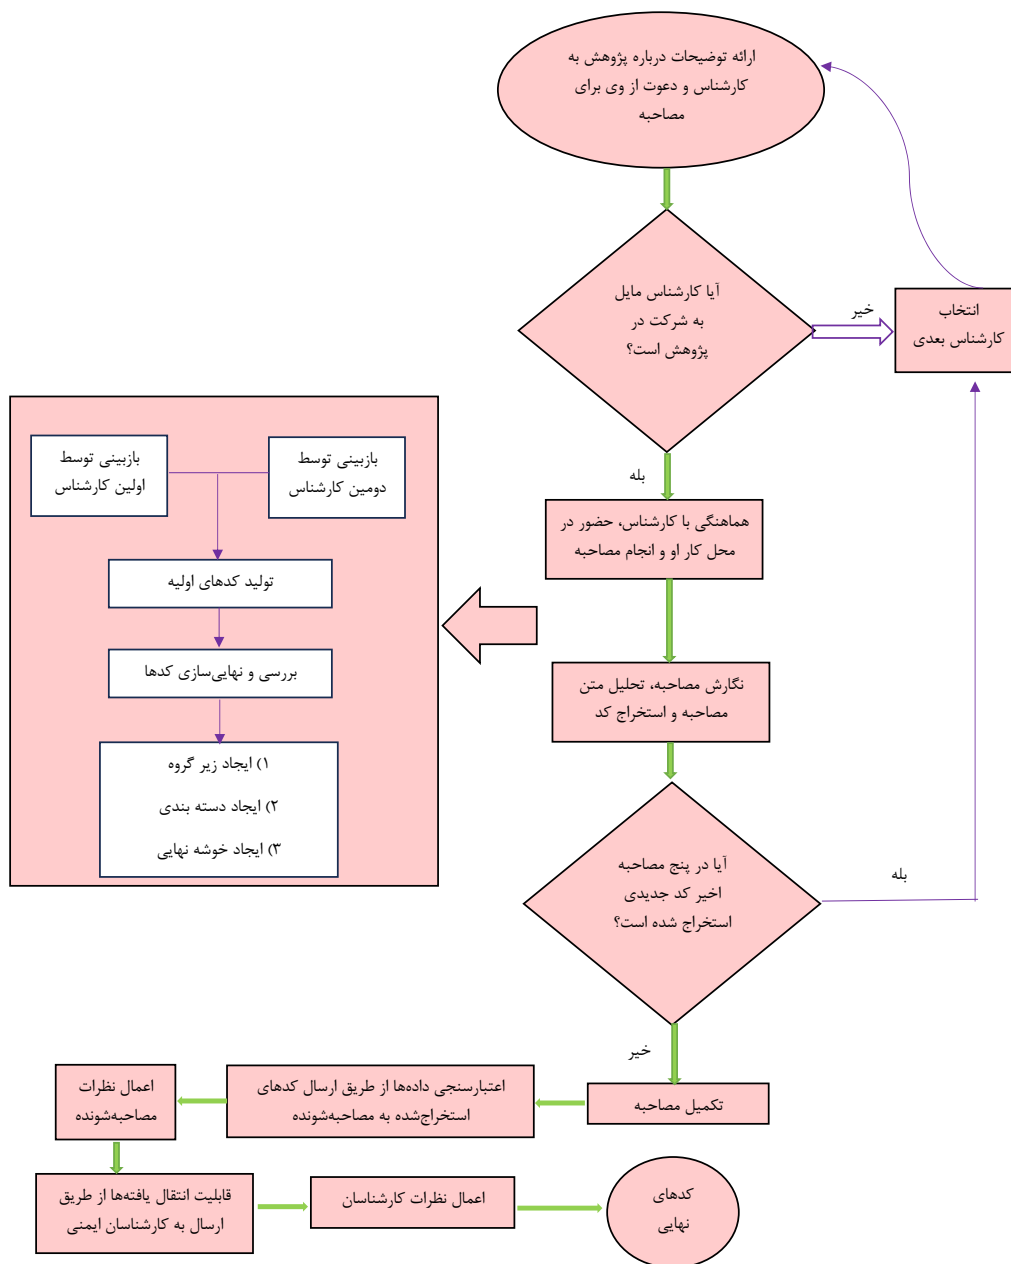 ارائه توضیحات درباره پژوهش به
کارشناس و دعوت از وی برای
مصاحبه
آیا کارشناس مایل
به شرکت در
پژوهش است؟
خیر
انتخاب
کارشناس بعدی
بله
هماهنگی با کارشناس، حضور در
محل کار او و انجام مصاحبه
نگارش مصاحبه، تحلیل متن
مصاحبه و استخراج کد
بازبینی توسط
دومین کارشناس
بازبینی توسط
اولین کارشناس
تولید کدهای اولیه
بررسی و نهایی‌سازی کدها
۱) ایجاد زیر گروه
۲) ایجاد دسته بندی
۳) ایجاد خوشه نهایی
آیا در پنج مصاحبه
اخیر کد جدیدی
استخراج شده است؟
بله
خیر
تکمیل مصاحبه
اعتبارسنجی داده‌ها از طریق ارسال کدهای
استخراج‌شده به مصاحبه‌شونده
اعمال نظرات
مصاحبه‌شونده
قابلیت انتقال یافته‌ها از طریق
ارسال به کارشناسان ایمنی
اعمال نظرات کارشناسان
کدهای
نهایی